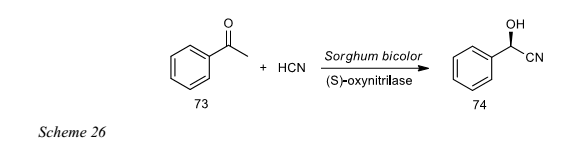 O
OH
+ HCN
Sorghum bicolor
(S)-oxynitrilase
CN
73
74
Scheme 26